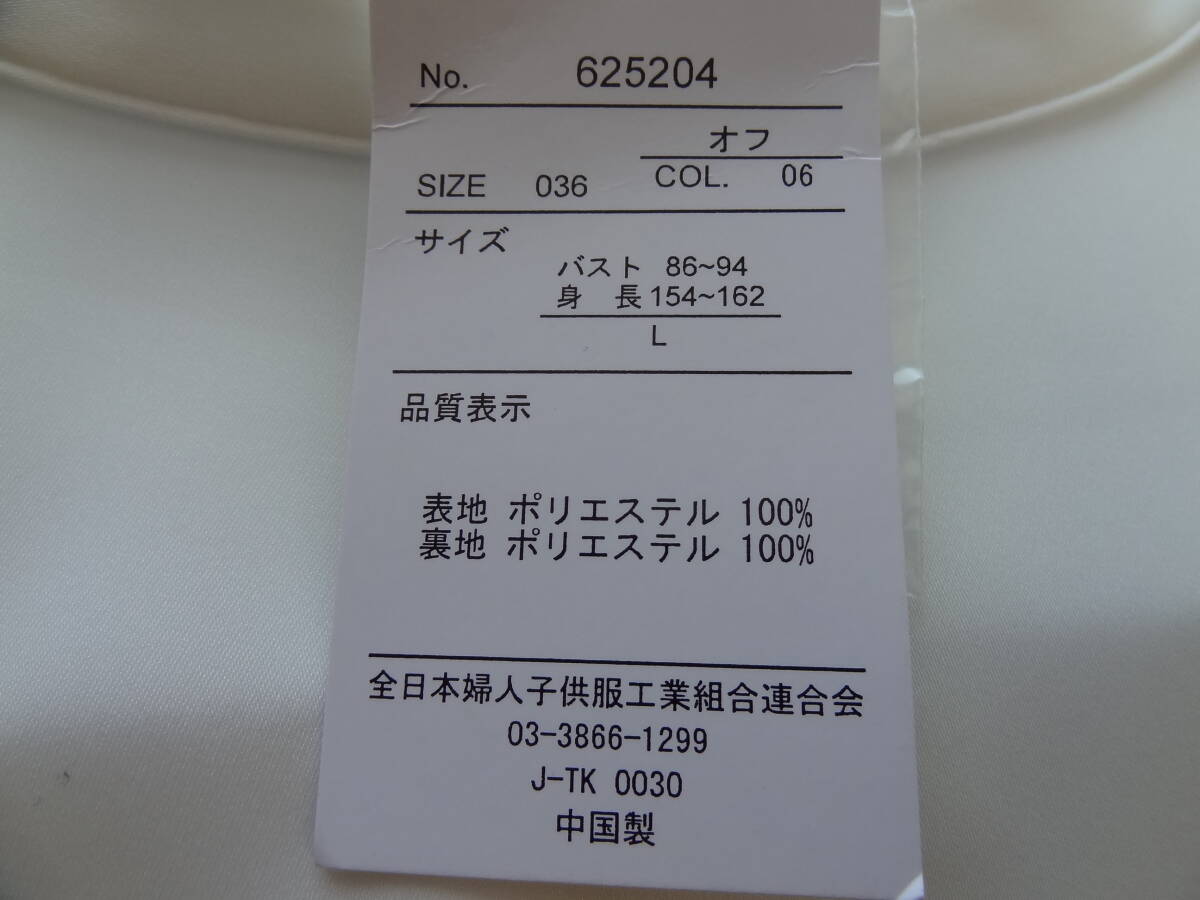 No. 625204
オフ
SIZE 036 COL. 06
サイズ
バスト 86~94
身 長 154~162
L
品質表示
表地 ポリエステル 100%
裏地 ポリエステル 100%
全日本婦人子供服工業組合連合会
03-3866-1299
J-TK 0030
中国製